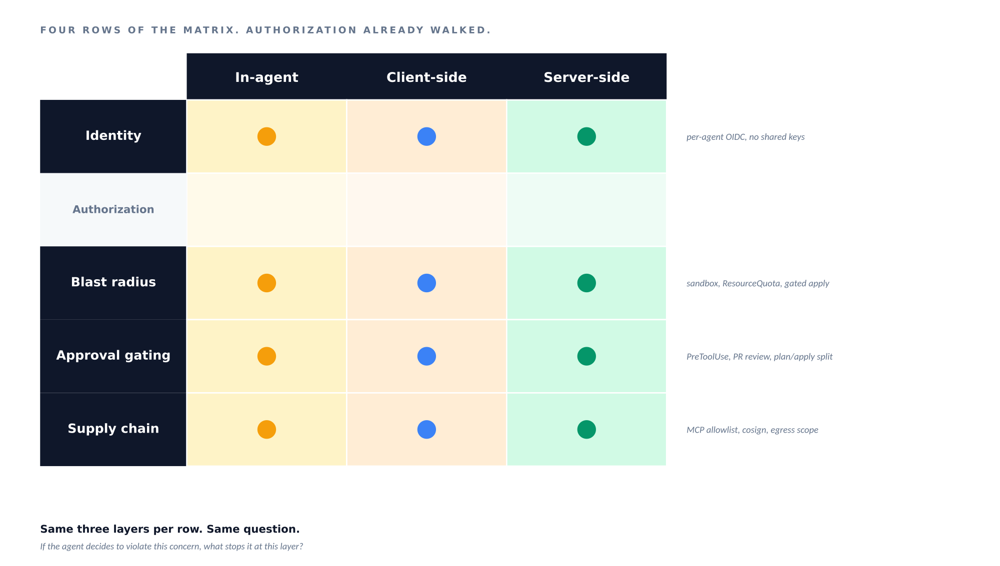 FOUR ROWS OF THE MATRIX. AUTHORIZATION ALREADY WALKED.
In-agent
Client-side
Server-side
Identity
per-agent OIDC, no shared keys
Authorization
Blast radius
sandbox, ResourceQuota, gated apply
Approval gating
PreToolUse, PR review, plan/apply split
Supply chain
MCP allowlist, cosign, egress scope
Same three layers per row. Same question.
If the agent decides to violate this concern, what stops it at this layer?